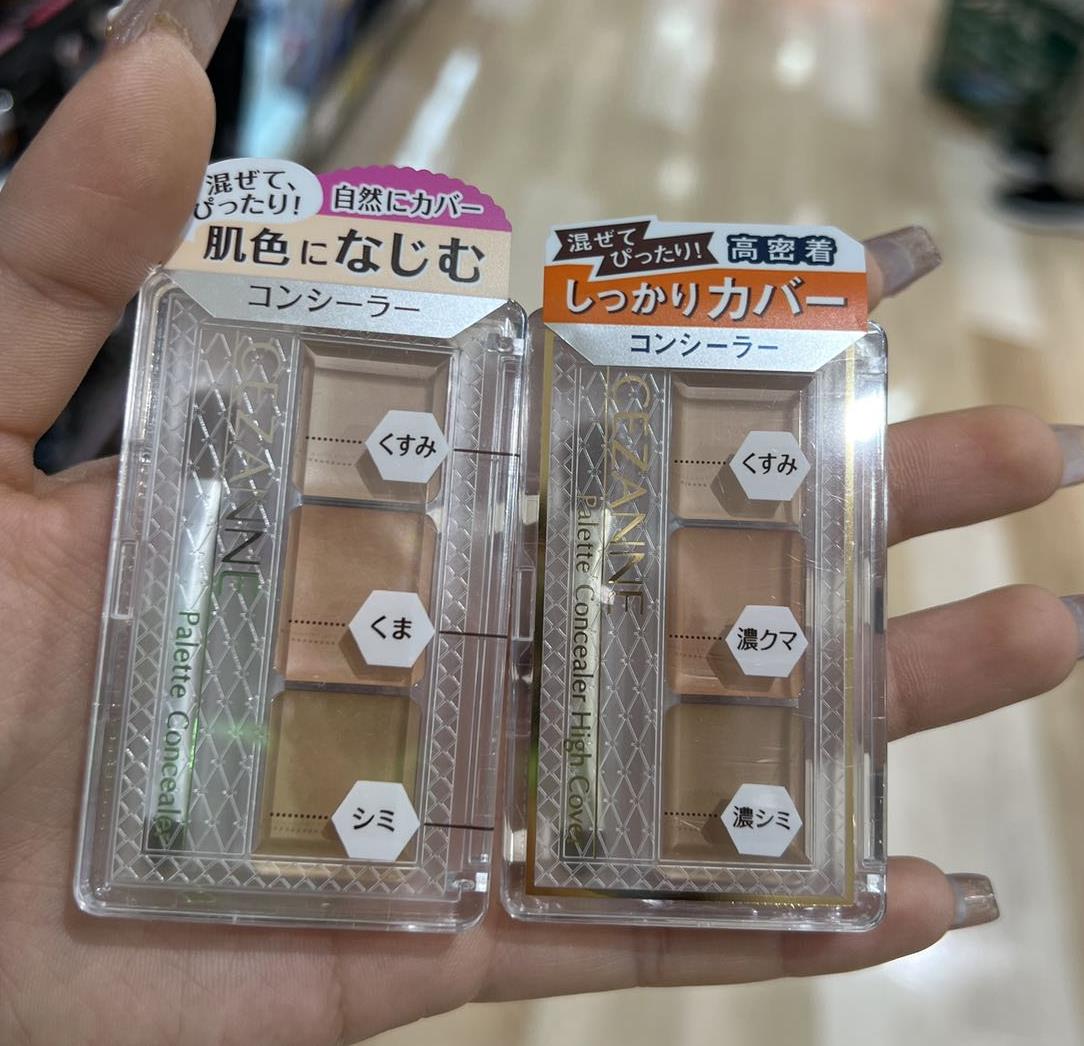 混ぜて、
ぴったり!
自然にカバー
肌色になじむ
コンシーラー
CEZANNE
Palette Concealer
くすみ
くま
シミ
混ぜて
ぴったり!
高密着
しっかりカバー
コンシーラー
CEZANNE
Palette Concealer High Cover
くすみ
濃クマ
濃シミ